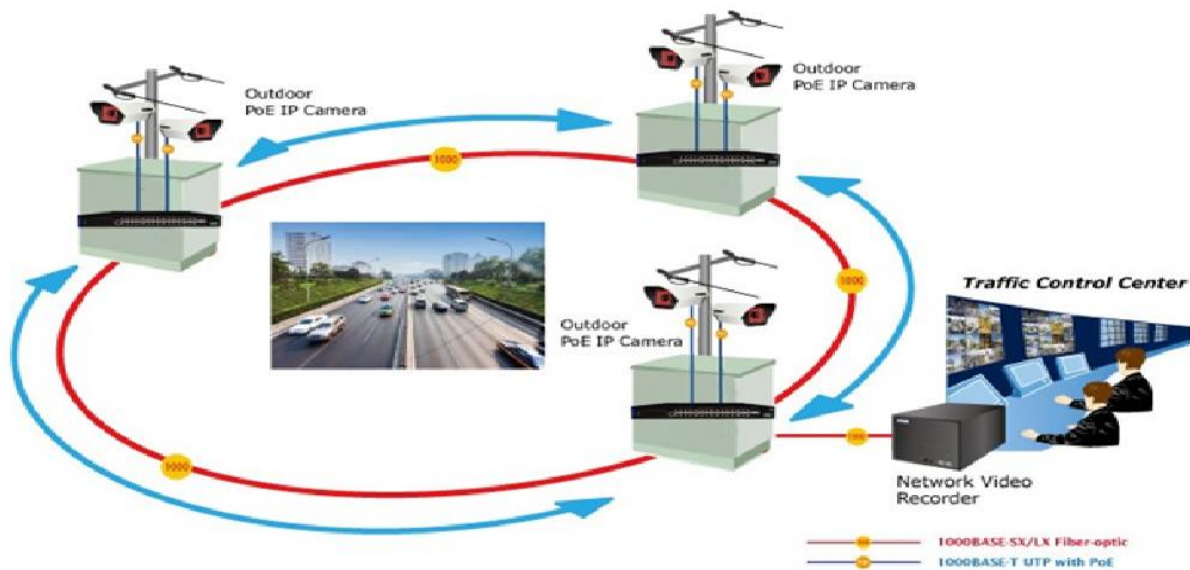 Outdoor
PoE IP Camera
Outdoor
PoE IP Camera
1000
1000
Traffic Control Center
Outdoor
PoE IP Camera
1000
Network Video
Recorder
1000BASE-SX/LX Fiber-optic
1000BASE-T UTP with PoE